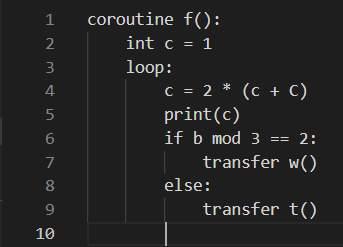 1 coroutine f():
2     int c = 1
3     loop:
4         c = 2 * (c + C)
5         print(c)
6         if b mod 3 == 2:
7             transfer w()
8         else:
9             transfer t()
10